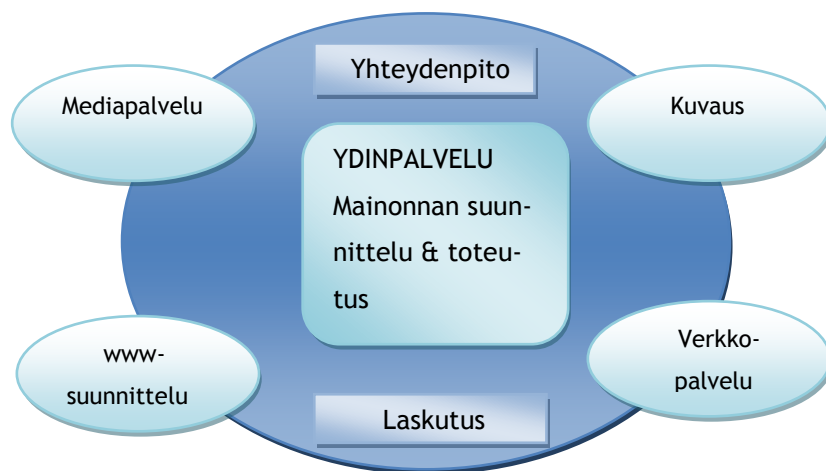 Yhteydenpito
Mediapalvelu
Kuvaus
YDINPALVELU
Mainonnan suun-
nittelu & toteu-
tus
www-
suunnittelu
Verkko-
palvelu
Laskutus